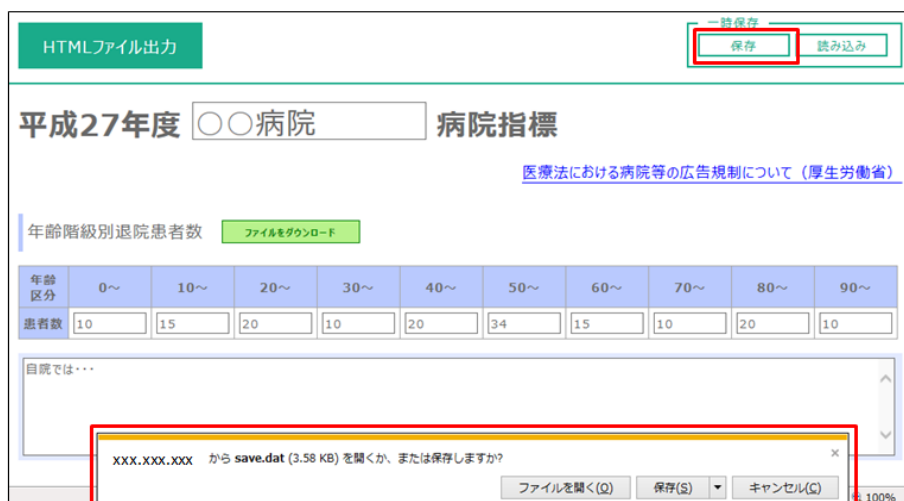 一時保存
HTMLファイル出力 保存 読み込み
平成27年度 〇〇病院 病院指標
医療法における病院等の広告規制について（厚生労働省）
年齢階級別退院患者数 ファイルをダウンロード
年齢区分 0～ 10～ 20～ 30～ 40～ 50～ 60～ 70～ 80～ 90～
患者数 10 15 20 10 20 34 15 10 20 10
自院では・・・
xxx.xxx.xxx から save.dat (3.58 KB) を開くか、または保存しますか? ×
ファイルを開く(O) 保存(S) ▼ キャンセル(C)
100%